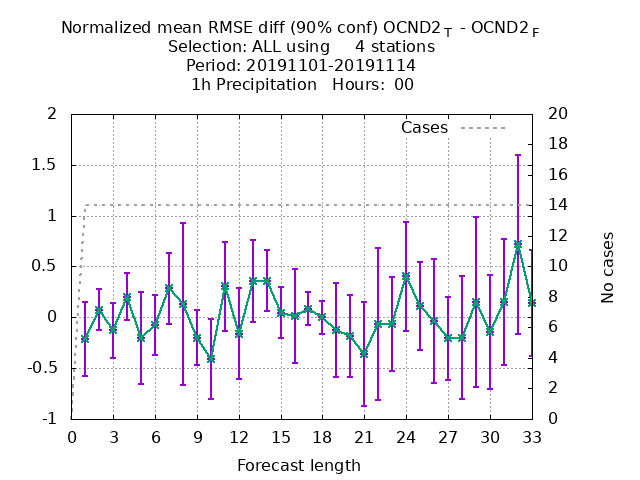 Normalized mean RMSE diff (90% conf) OCND2 T - OCND2 F
Selection: ALL using 4 stations
Period: 20191101-20191114
1h Precipitation Hours: 00
Cases
2
1.5
1
0.5
0
-0.5
-1
20
18
16
14
12
10
8
6
4
2
0
No cases
0 3 6 9 12 15 18 21 24 27 30 33
Forecast length